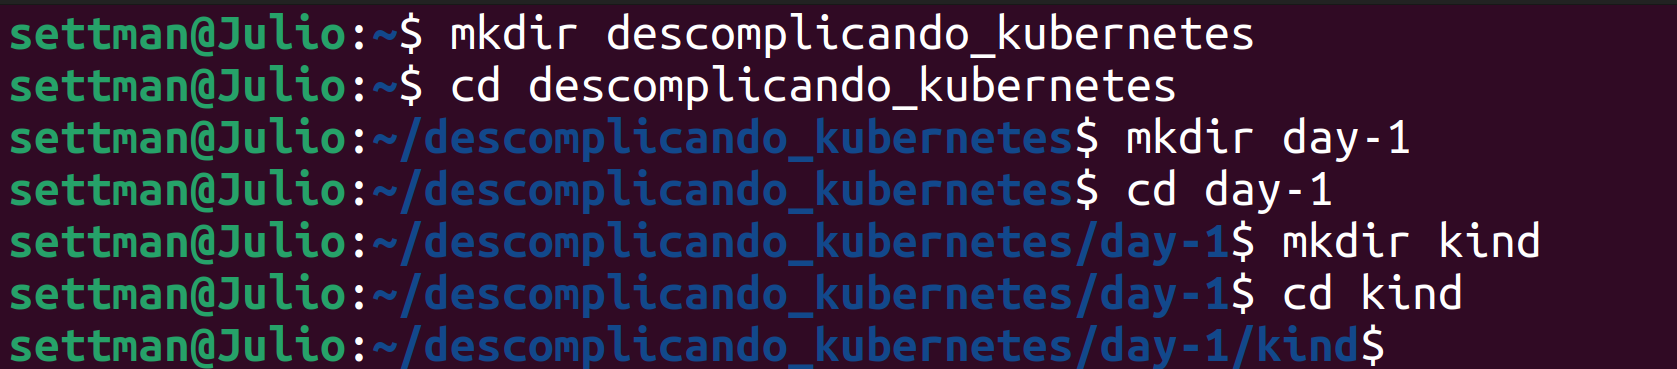 settman@Julio:~$ mkdir descomplicando_kubernetes
settman@Julio:~$ cd descomplicando_kubernetes
settman@Julio:~/descomplicando_kubernetes$ mkdir day-1
settman@Julio:~/descomplicando_kubernetes$ cd day-1
settman@Julio:~/descomplicando_kubernetes/day-1$ mkdir kind
settman@Julio:~/descomplicando_kubernetes/day-1$ cd kind
settman@Julio:~/descomplicando_kubernetes/day-1/kind$